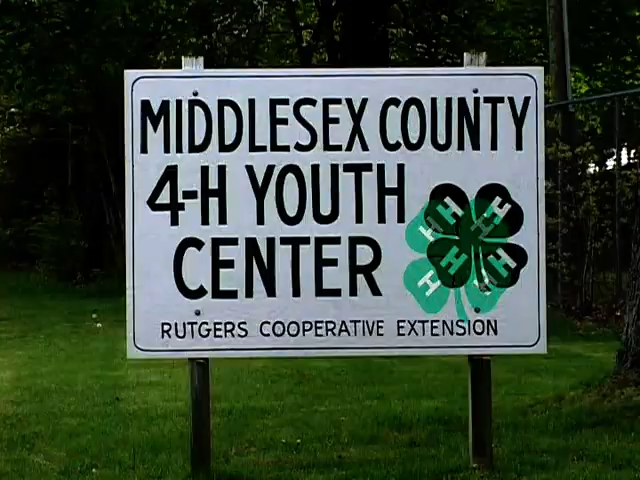 MIDDLESEX COUNTY
4-H YOUTH
CENTER
H H
H H
RUTGERS COOPERATIVE EXTENSION